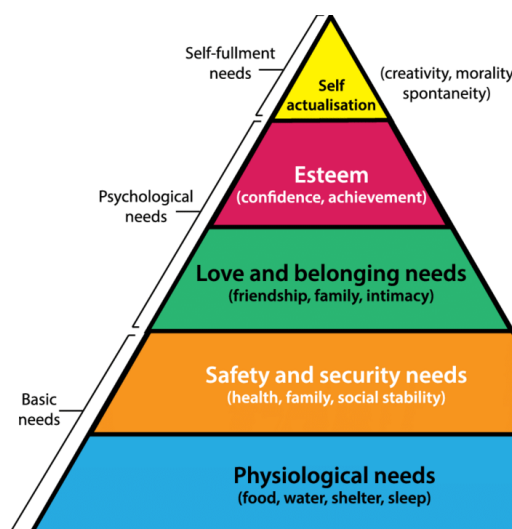 Self-fullment
needs
Self
actualisation
(creativity, morality
spontaneity)
Psychological
needs
Esteem
(confidence, achievement)
Love and belonging needs
(friendship, family, intimacy)
Basic
needs
Safety and security needs
(health, family, social stability)
Physiological needs
(food, water, shelter, sleep)